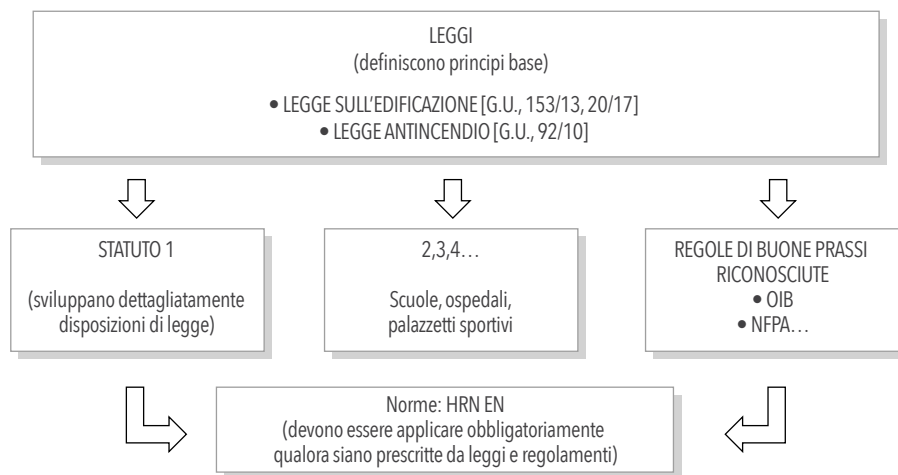 LEGGI
(definiscono principi base)
• LEGGE SULL'EDIFICAZIONE [G.U., 153/13, 20/17]
• LEGGE ANTINCENDIO [G.U., 92/10]
STATUTO 1
(sviluppano dettagliatamente
disposizioni di legge)
2,3,4…
Scuole, ospedali,
palazzetti sportivi
REGOLE DI BUONE PRASSI
RICONOSCIUTE
• OIB
• NFPA…
Norme: HRN EN
(devono essere applicare obbligatoriamente
qualora siano prescritte da leggi e regolamenti)